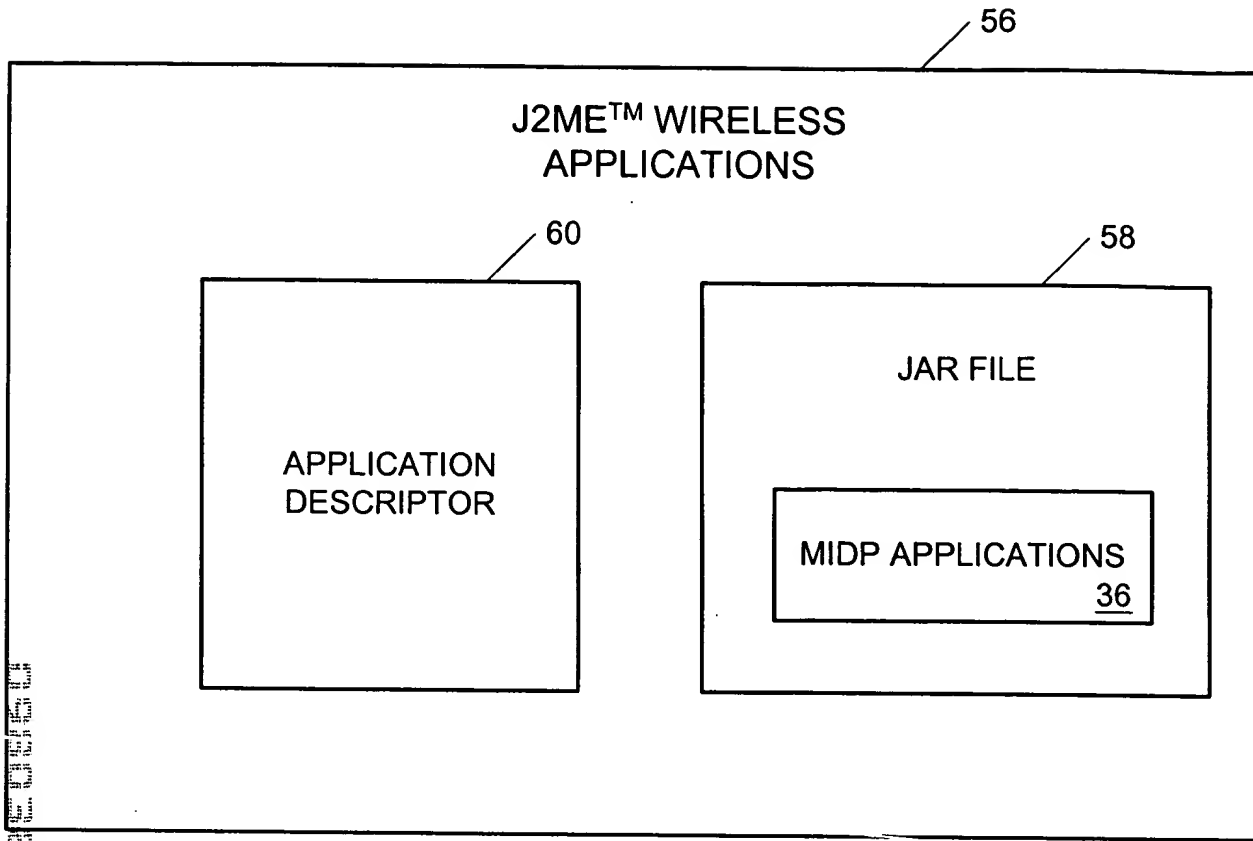 56
J2ME™ WIRELESS
APPLICATIONS
60
58
APPLICATION
DESCRIPTOR
JAR FILE
MIDP APPLICATIONS
36